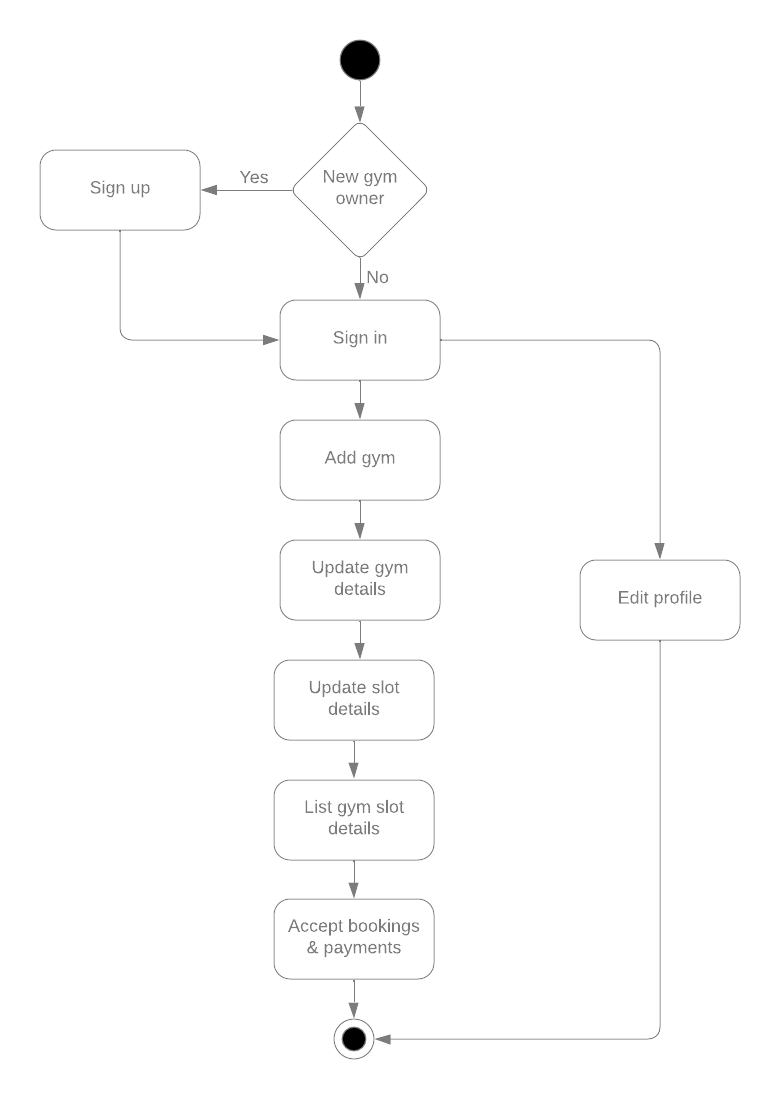 New gym
owner
Yes
Sign up
No
Sign in
Add gym
Update gym
details
Edit profile
Update slot
details
List gym slot
details
Accept bookings
& payments